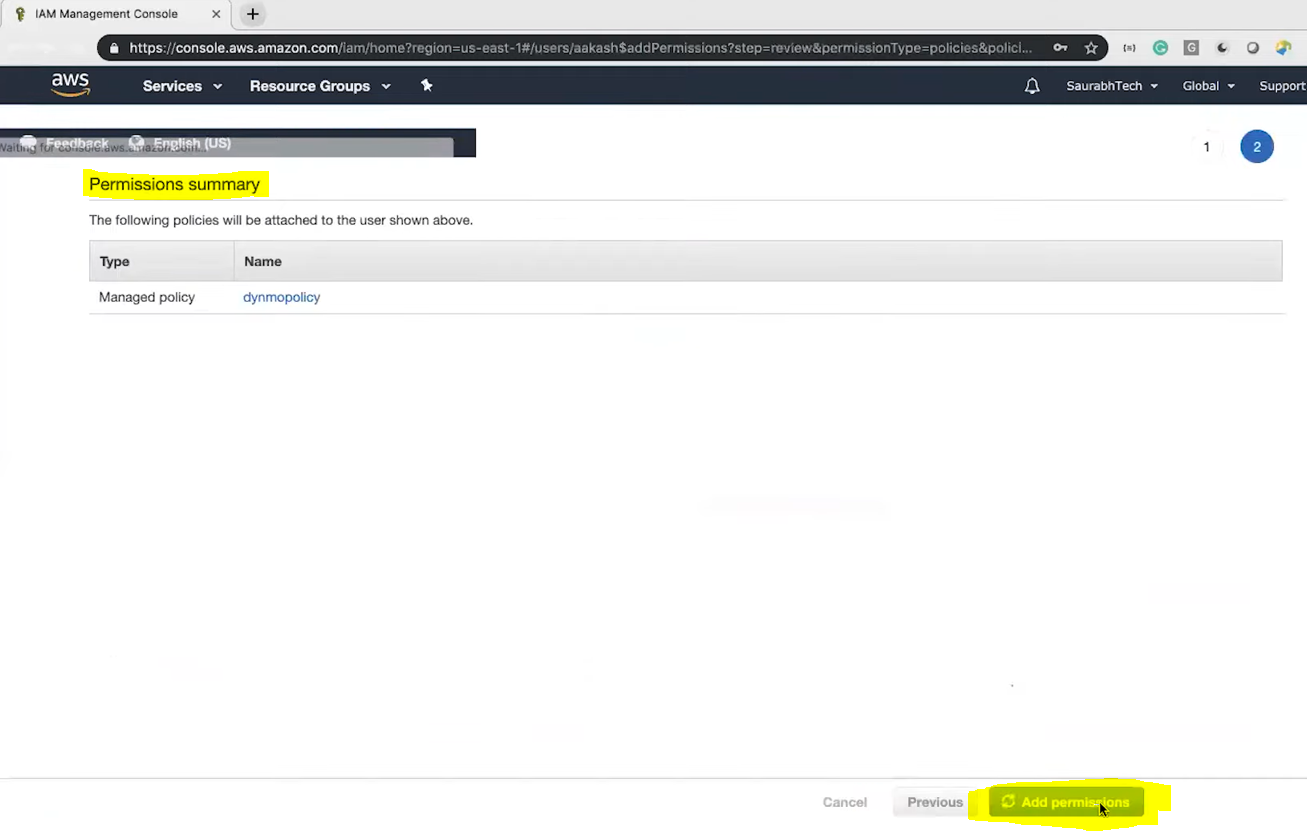 IAM Management Console
https://console.aws.amazon.com/iam/home?region=us-east-1#/users/aakash$addPermissions?step=review&permissionType=policies&polici...
aws Services Resource Groups SaurabhTech Global Support
Feedback English (US)
Waiting for console.aws.amazon.com...
1 2
Permissions summary
The following policies will be attached to the user shown above.
Type Name
Managed policy dynmopolicy
Cancel Previous Add permissions